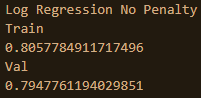 Log Regression No Penalty
Train
0.8057784911717496
Val
0.7947761194029851